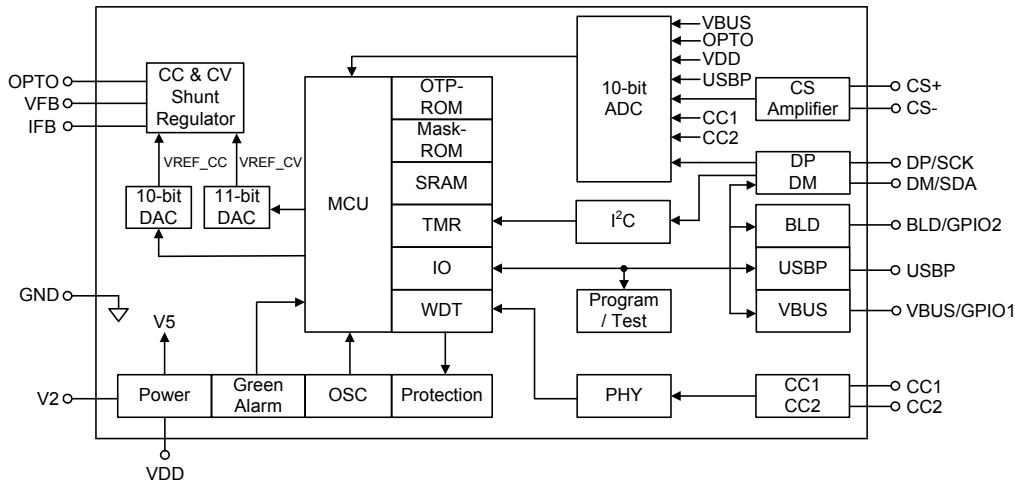 OPTO
VFB
IFB
CC & CV
Shunt
Regulator
VREF_CC
VREF_CV
10-bit
DAC
11-bit
DAC
GND
V5
V2
Power
Green
Alarm
OSC
Protection
VDD
MCU
OTP-
ROM
Mask-
ROM
SRAM
TMR
IO
WDT
10-bit
ADC
VBUS
OPTO
VDD
USBP
CC1
CC2
CS
Amplifier
CS+
CS-
DP
DM
DP/SCK
DM/SDA
I²C
BLD
BLD/GPIO2
USBP
USBP
Program
/ Test
VBUS
VBUS/GPIO1
PHY
CC1
CC2
CC1
CC2